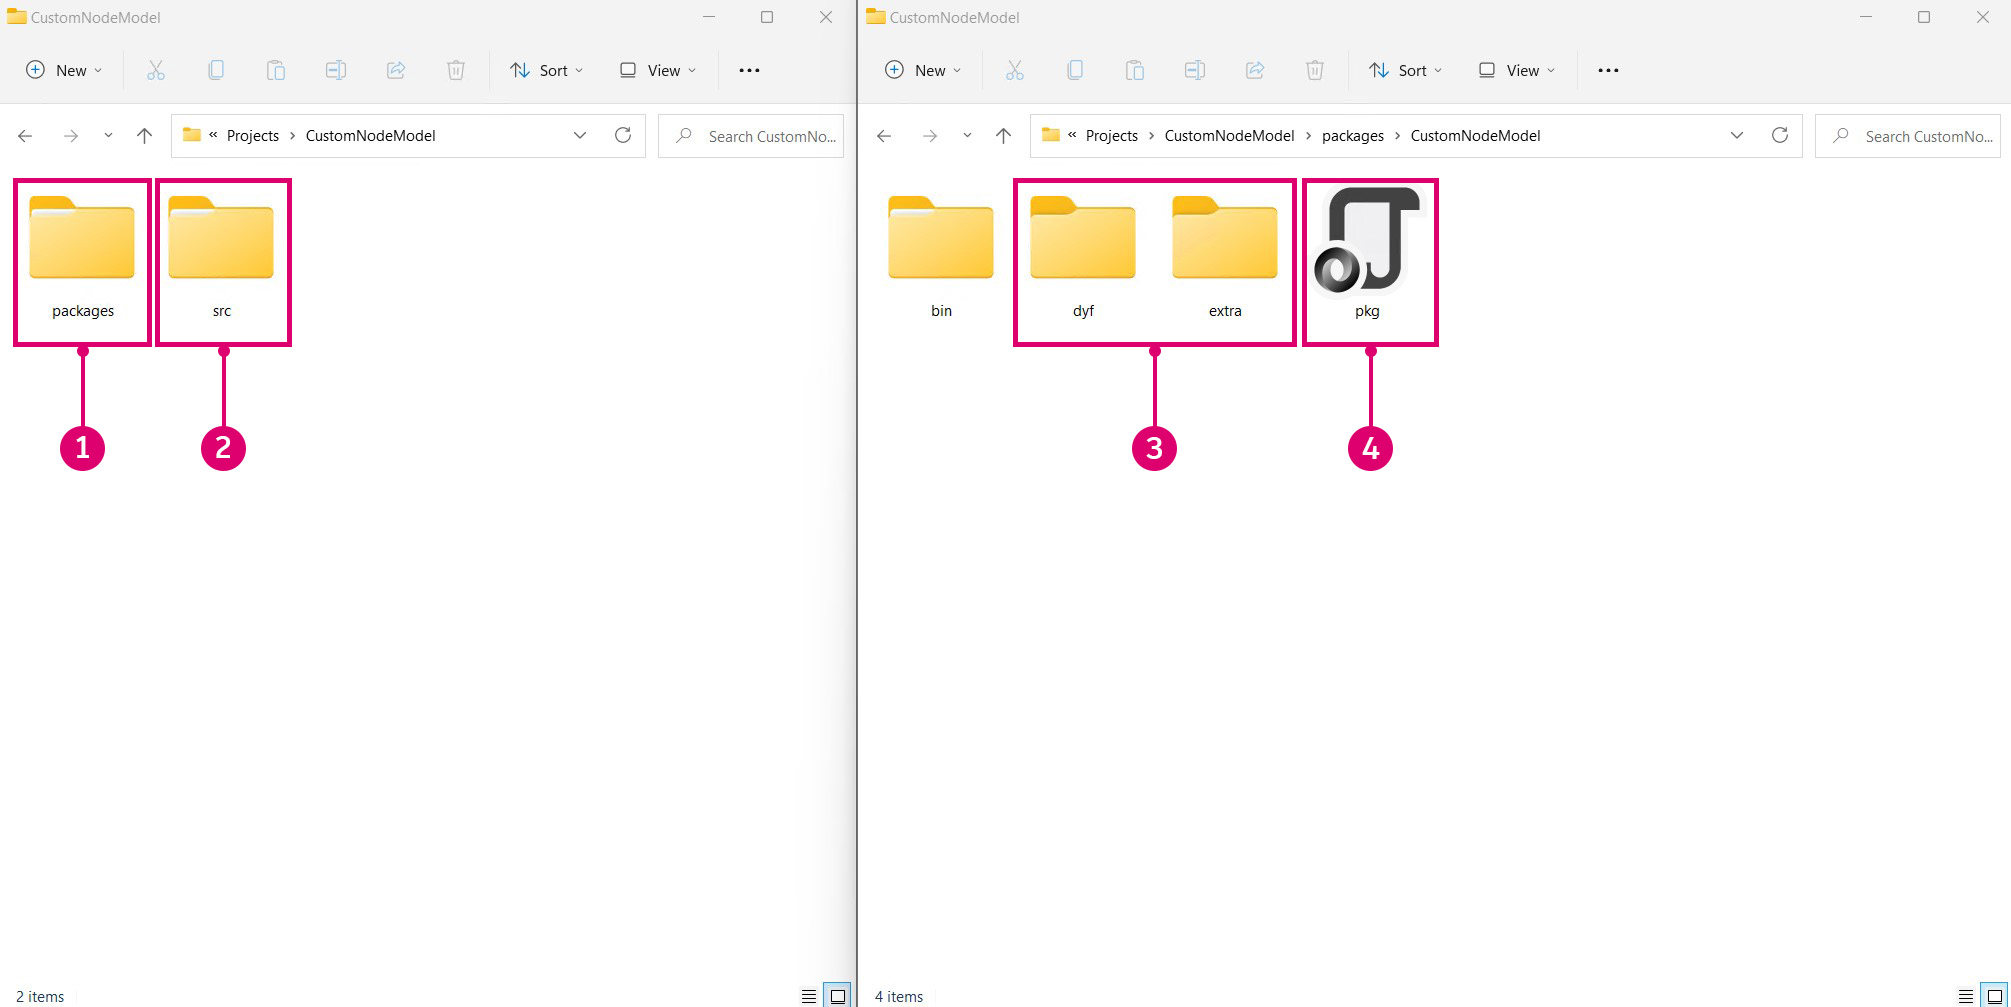 CustomNodeModel
New
Sort
View
« Projects > CustomNodeModel
Search CustomNo...
packages
src
1
2
2 items
CustomNodeModel
New
Sort
View
« Projects > CustomNodeModel > packages > CustomNodeModel
Search CustomNo...
bin
dyf
extra
pkg
3
4
4 items